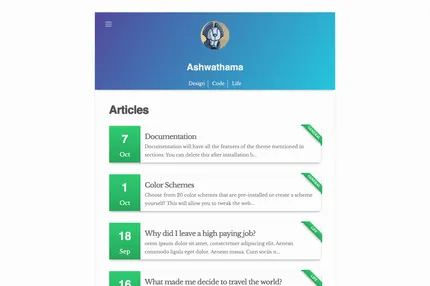 Ashwathama
Design | Code | Life
Articles
7
Oct
Documentation
Documentation will have all the features of the theme mentioned in
sections. You can delete this after installation b...
1
Oct
Color Schemes
Choose from 20 color schemes that are pre-installed or create a scheme
yourself! This will allow you to tweak the web...
18
Sep
Why did I leave a high paying job?
orem ipsum dolor sit amet, consectetuer adipiscing elit. Aenean
commodo ligula eget dolor. Aenean massa. Cum sociis n...
16
What made me decide to travel the world?